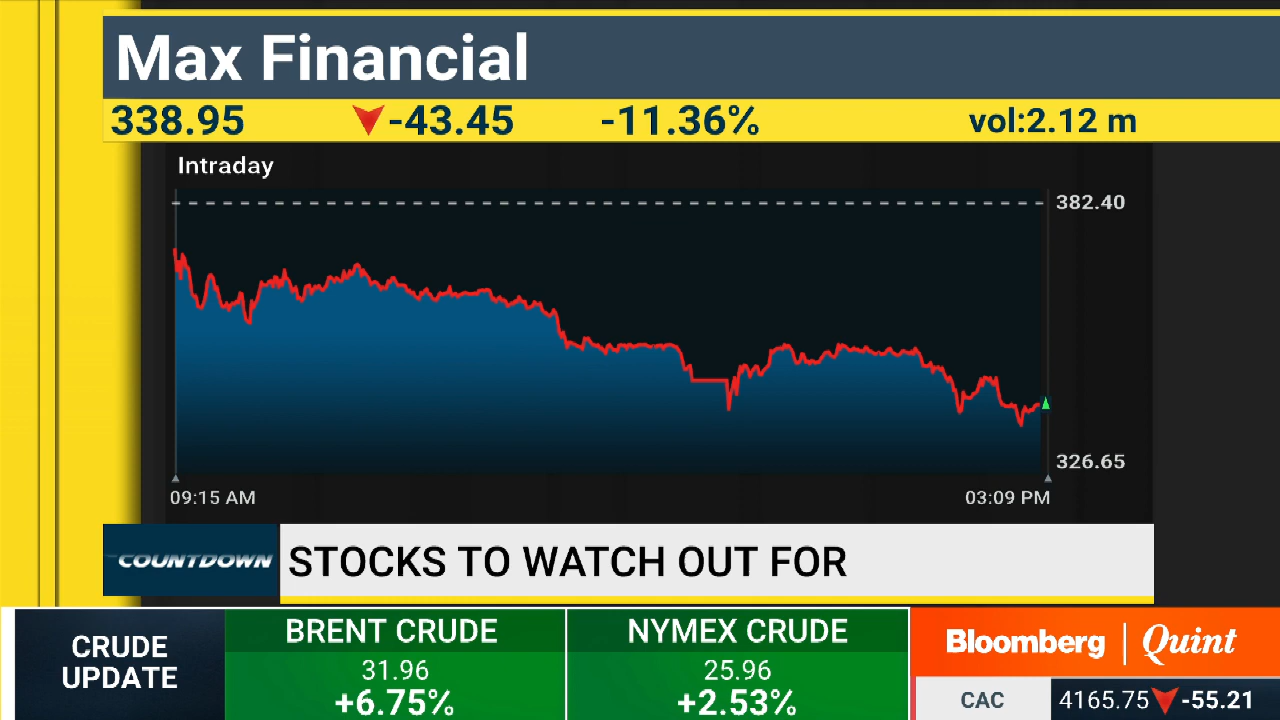 Max Financial
338.95 -43.45 -11.36% vol:2.12 m
Intraday
382.40
326.65
09:15 AM 03:09 PM
COUNTDOWN STOCKS TO WATCH OUT FOR
CRUDE UPDATE
BRENT CRUDE
31.96
+6.75%
NYMEX CRUDE
25.96
+2.53%
Bloomberg | Quint
CAC 4165.75 -55.21